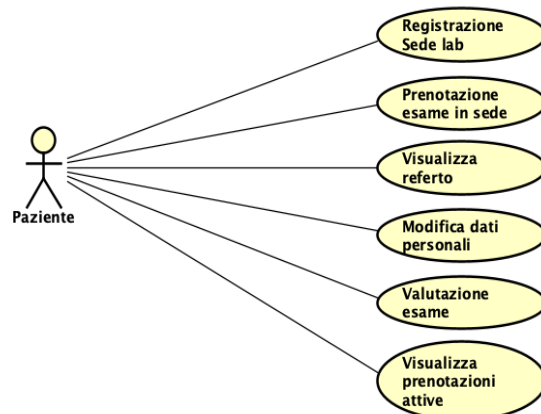 Registrazione
Sede lab
Prenotazione
esame in sede
Visualizza
referto
Paziente
Modifica dati
personali
Valutazione
esame
Visualizza
prenotazioni
attive